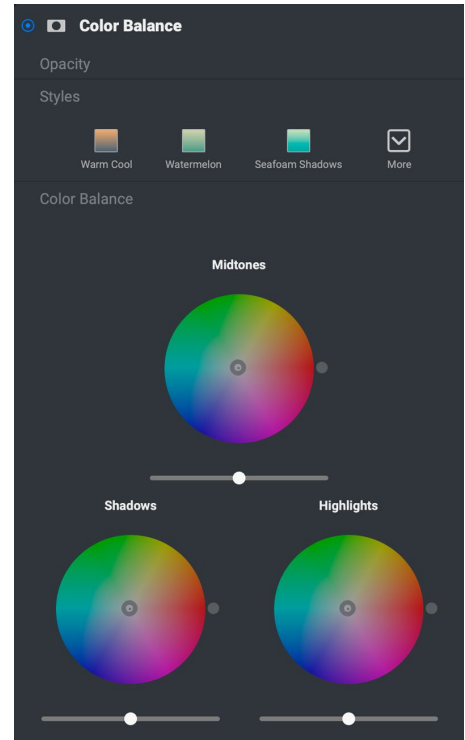 Color Balance
Opacity
Styles
Warm Cool Watermelon Seafoam Shadows More
Color Balance
Midtones
Shadows Highlights